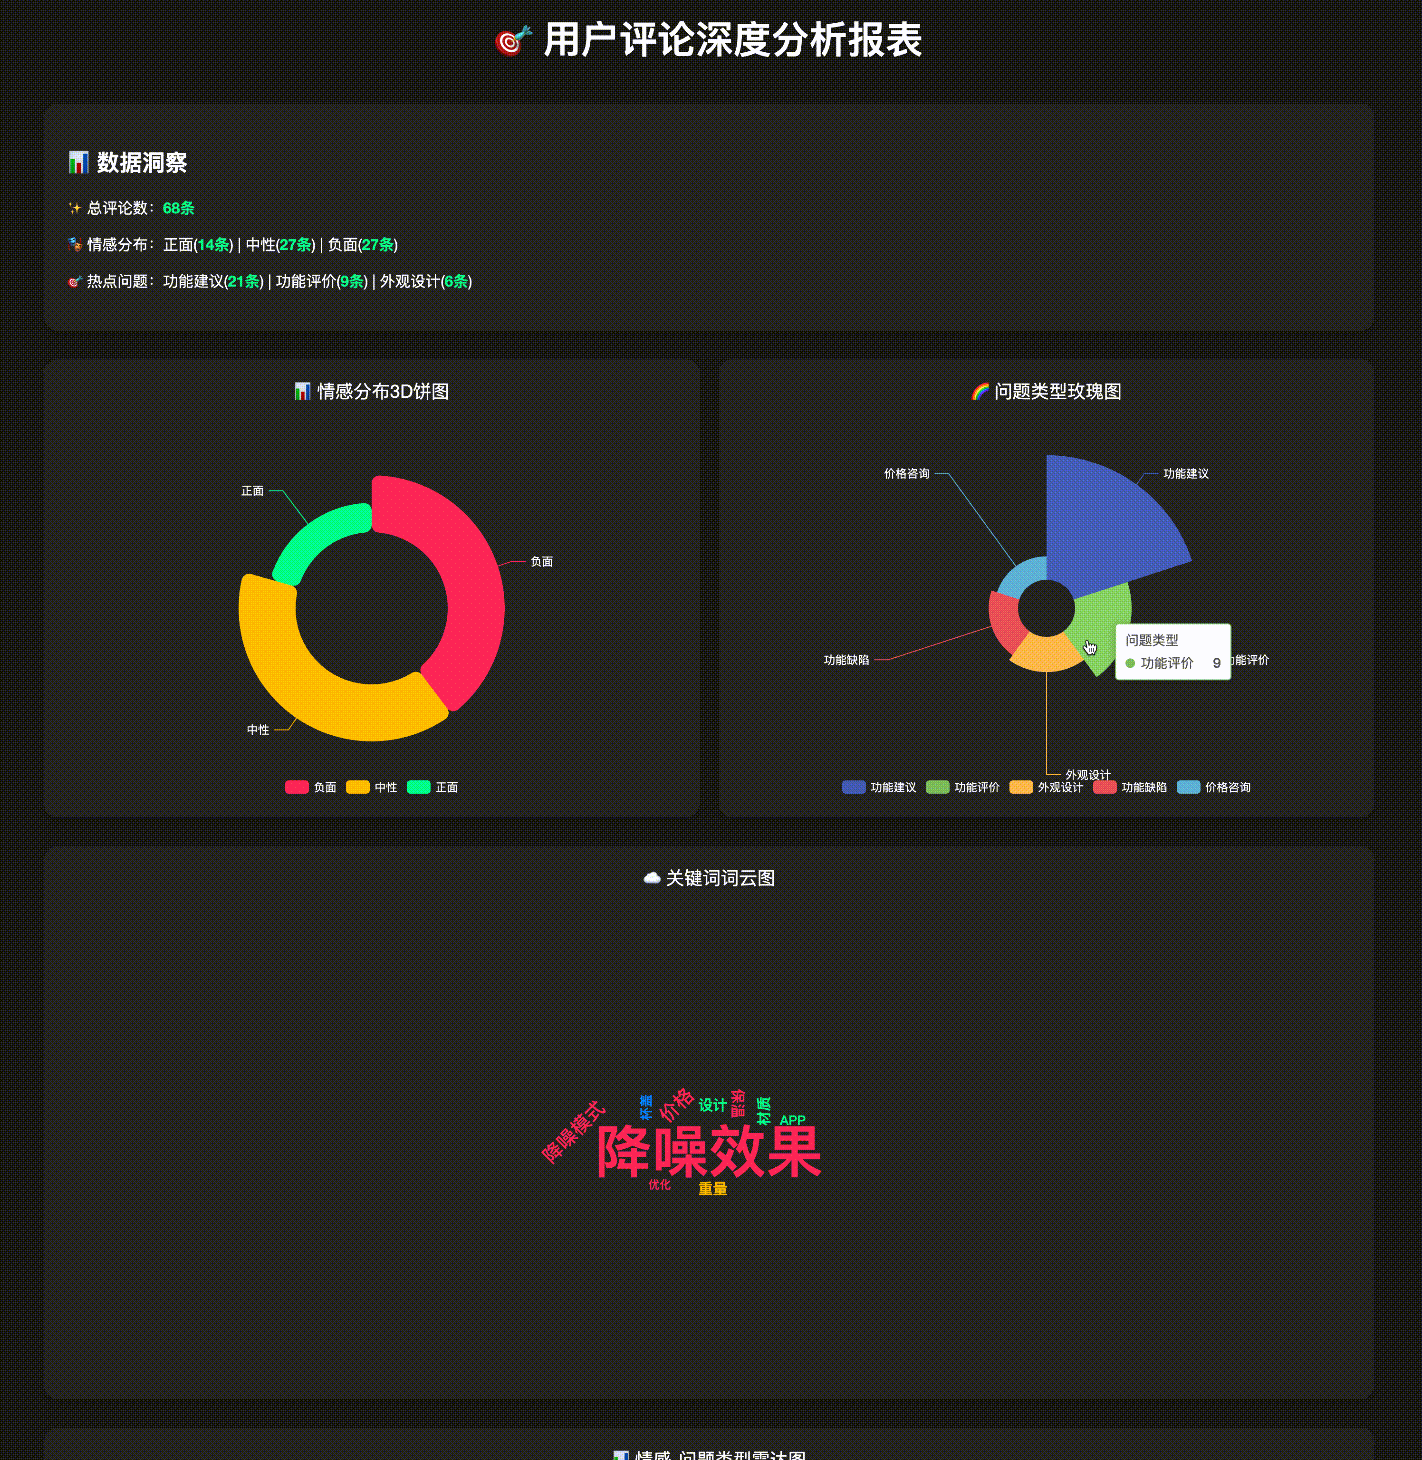 🎯 用户评论深度分析报表
📊 数据洞察
✨ 总评论数：68条
🎭 情感分布：正面(14条) | 中性(27条) | 负面(27条)
🎯 热点问题：功能建议(21条) | 功能评价(9条) | 外观设计(6条)
📊 情感分布3D饼图
正面
负面
中性
负面 中性 正面
🌈 问题类型玫瑰图
价格咨询
功能建议
问题类型
功能评价 9
功能缺陷
能评价
外观设计
功能建议 功能评价 外观设计 功能缺陷 价格咨询
☁️ 关键词词云图
降噪模式
杯盖
价格
设计
保温
材质
APP
降噪效果
优化
重量
📊 情感-问题类型雷达图